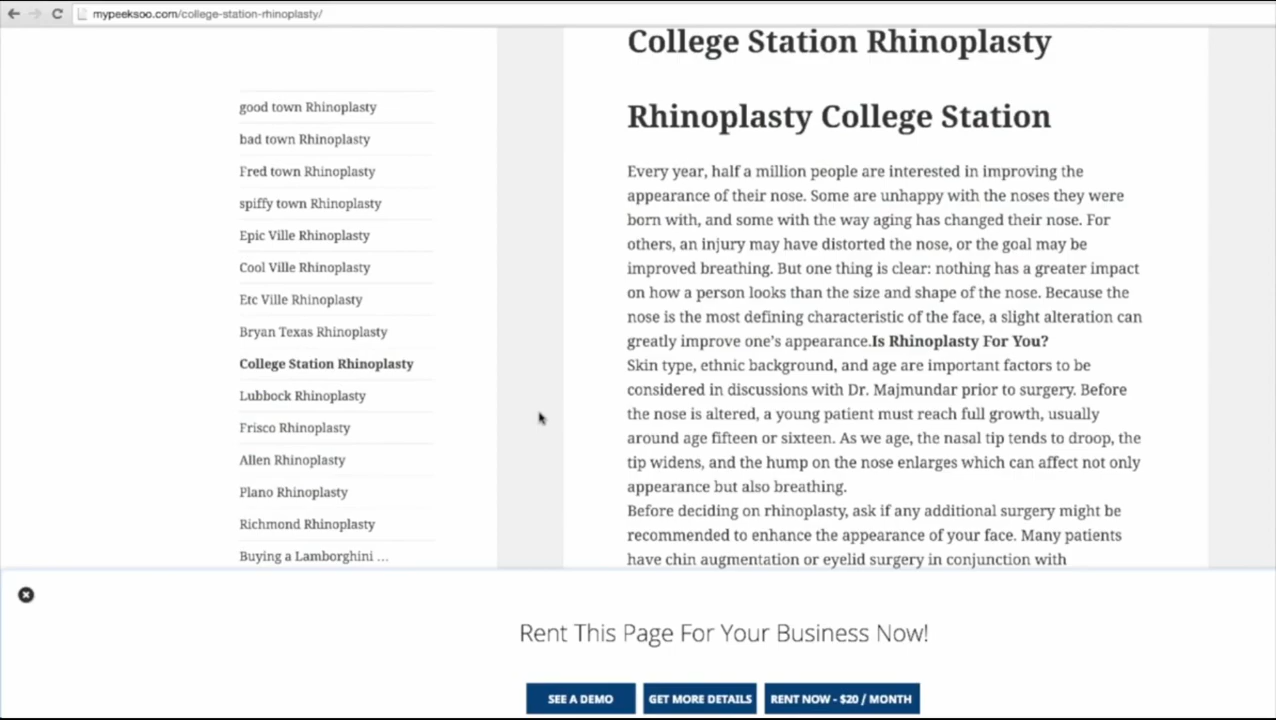 mypeeksoo.com/college-station-rhinoplasty/
good town Rhinoplasty
bad town Rhinoplasty
Fred town Rhinoplasty
spiffy town Rhinoplasty
Epic Ville Rhinoplasty
Cool Ville Rhinoplasty
Etc Ville Rhinoplasty
Bryan Texas Rhinoplasty
College Station Rhinoplasty
Lubbock Rhinoplasty
Frisco Rhinoplasty
Allen Rhinoplasty
Plano Rhinoplasty
Richmond Rhinoplasty
Buying a Lamborghini ...
College Station Rhinoplasty
Rhinoplasty College Station
Every year, half a million people are interested in improving the
appearance of their nose. Some are unhappy with the noses they were
born with, and some with the way aging has changed their nose. For
others, an injury may have distorted the nose, or the goal may be
improved breathing. But one thing is clear: nothing has a greater impact
on how a person looks than the size and shape of the nose. Because the
nose is the most defining characteristic of the face, a slight alteration can
greatly improve one's appearance.Is Rhinoplasty For You?
Skin type, ethnic background, and age are important factors to be
considered in discussions with Dr. Majmundar prior to surgery. Before
the nose is altered, a young patient must reach full growth, usually
around age fifteen or sixteen. As we age, the nasal tip tends to droop, the
tip widens, and the hump on the nose enlarges which can affect not only
appearance but also breathing.
Before deciding on rhinoplasty, ask if any additional surgery might be
recommended to enhance the appearance of your face. Many patients
have chin augmentation or eyelid surgery in conjunction with
Rent This Page For Your Business Now!
SEE A DEMO
GET MORE DETAILS
RENT NOW - $20 / MONTH